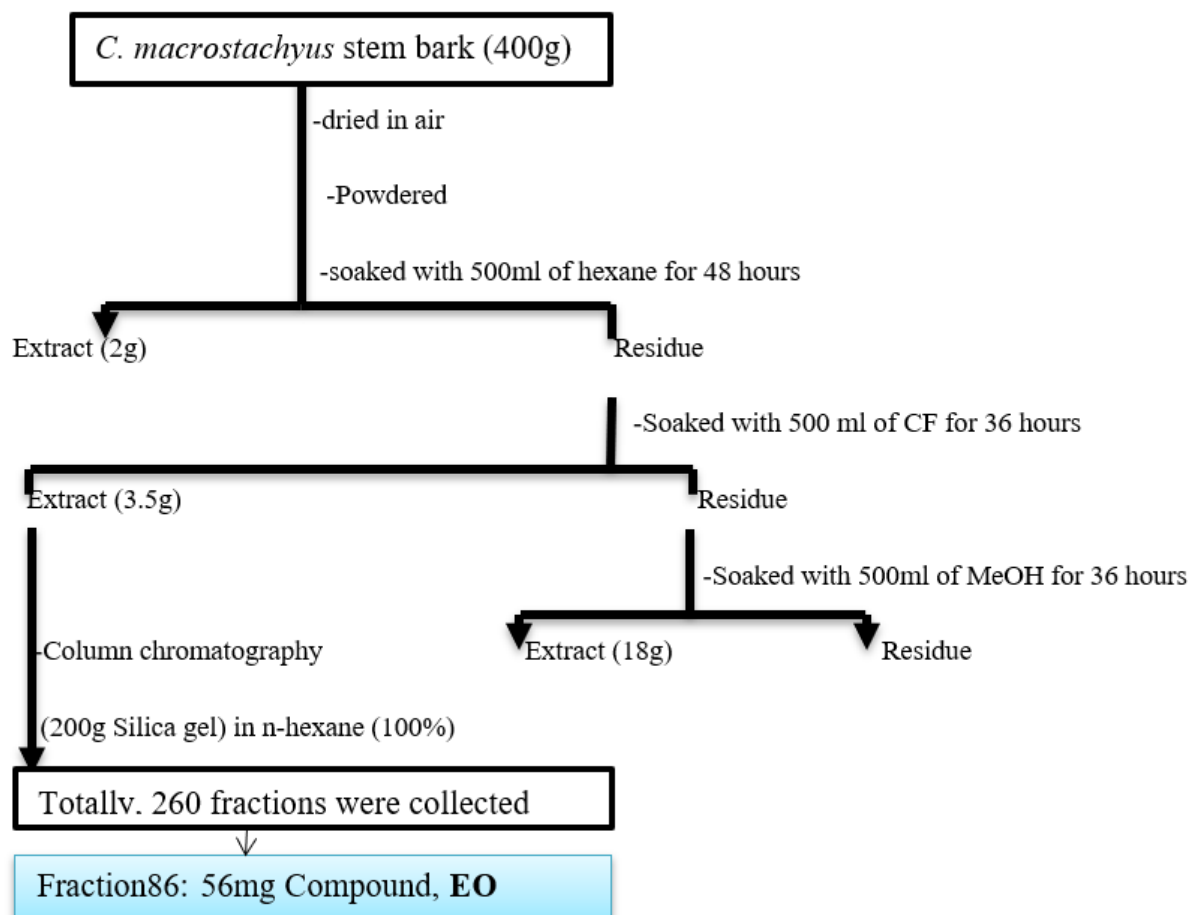 C. macrostachyus stem bark (400g)
-dried in air
-Powdered
-soaked with 500ml of hexane for 48 hours
Extract (2g)
Residue
-Soaked with 500 ml of CF for 36 hours
Extract (3.5g)
Residue
-Soaked with 500ml of MeOH for 36 hours
-Column chromatography
Extract (18g)
Residue
(200g Silica gel) in n-hexane (100%)
Totally, 260 fractions were collected
Fraction86: 56mg Compound, EO